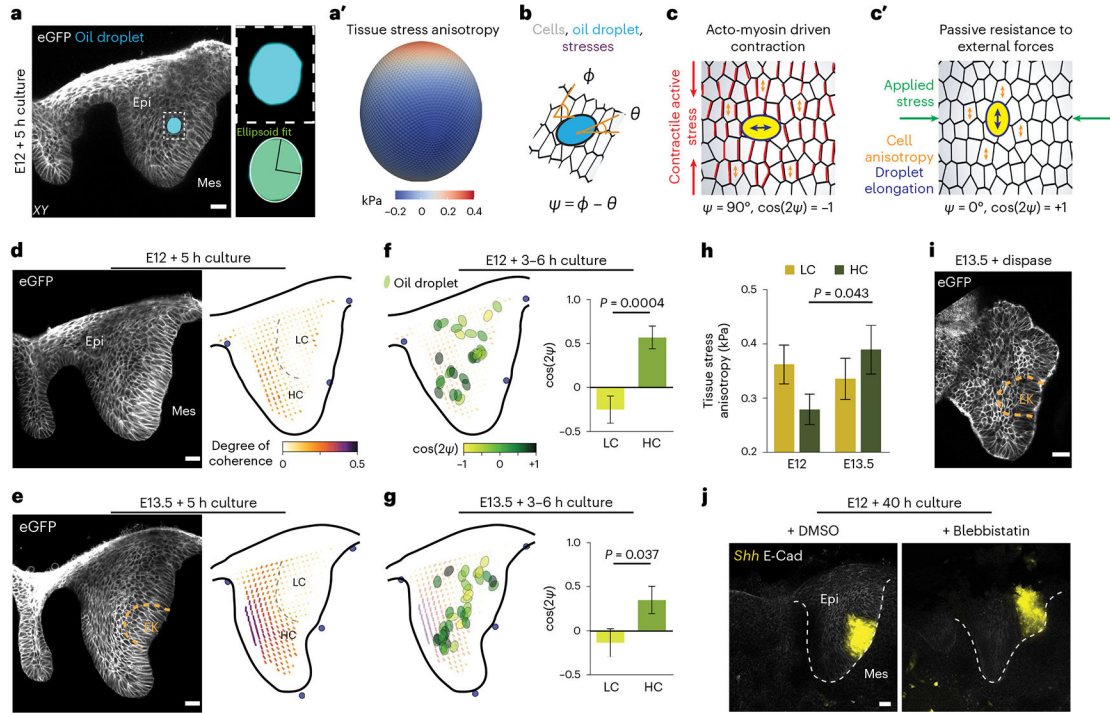 a
eGFP Oil droplet
Epi
Mes
XY
E12 + 5 h culture
Ellipsoid fit
a′
Tissue stress anisotropy
kPa
−0.2 0 0.2 0.4
b
Cells, oil droplet,
stresses
ϕ
θ
ψ = ϕ − θ
c
Acto-myosin driven
contraction
Contractile active
stress
ψ = 90°, cos(2ψ) = −1
c′
Passive resistance to
external forces
Applied
stress
Cell
anisotropy
Droplet
elongation
ψ = 0°, cos(2ψ) = +1
d
E12 + 5 h culture
eGFP
Epi
Mes
LC
HC
Degree of
coherence
0 0.5
e
E13.5 + 5 h culture
eGFP
LC
HC
f
E12 + 3–6 h culture
Oil droplet
cos(2ψ)
−1 +1
cos(2ψ)
1.0
0.5
0
−0.5
P = 0.0004
LC HC
g
E13.5 + 3–6 h culture
cos(2ψ)
1.0
0.5
0
−0.5
P = 0.037
LC HC
h
LC HC
P = 0.043
Tissue stress
anisotropy (kPa)
0.4
0.3
0.2
E12 E13.5
i
E13.5 + dispase
eGFP
EK
j
E12 + 40 h culture
+ DMSO + Blebbistatin
Shh E-Cad
Epi
Mes